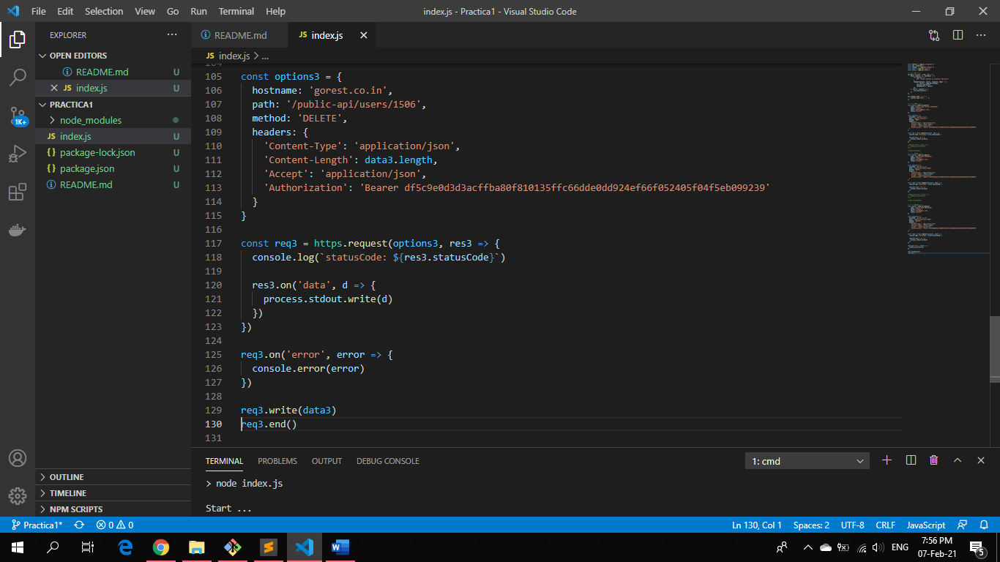 File Edit Selection View Go Run Terminal Help index.js - Practica1 - Visual Studio Code
EXPLORER
OPEN EDITORS
README.md U
JS index.js U
PRACTICA1
node_modules
JS index.js U
{} package-lock.json U
{} package.json U
README.md U
OUTLINE
TIMELINE
NPM SCRIPTS
1K+
README.md
JS index.js
JS index.js > ...
105 const options3 = {
106 hostname: 'gorest.co.in',
107 path: '/public-api/users/1506',
108 method: 'DELETE',
109 headers: {
110 'Content-Type': 'application/json',
111 'Content-Length': data3.length,
112 'Accept': 'application/json',
113 'Authorization': 'Bearer df5c9e0d3d3acffba80f810135ffc66dde0dd924ef66f052405f04f5eb099239'
114 }
115 }
116
117 const req3 = https.request(options3, res3 => {
118 console.log(`statusCode: ${res3.statusCode}`)
119
120 res3.on('data', d => {
121 process.stdout.write(d)
122 })
123 })
124
125 req3.on('error', error => {
126 console.error(error)
127 })
128
129 req3.write(data3)
130 req3.end()
131
TERMINAL PROBLEMS OUTPUT DEBUG CONSOLE 1: cmd
> node index.js
Start ...
Practica1* 0 0 Ln 130, Col 1 Spaces: 2 UTF-8 CRLF JavaScript
ENG 7:56 PM
07-Feb-21
5